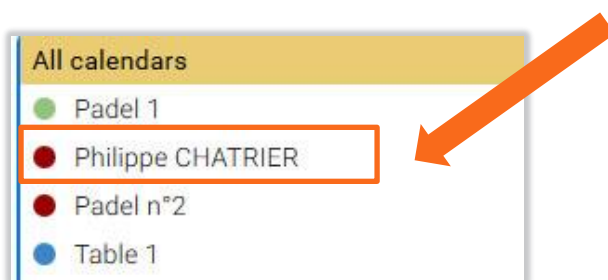 All calendars
Padel 1
Philippe CHATRIER
Padel n°2
Table 1